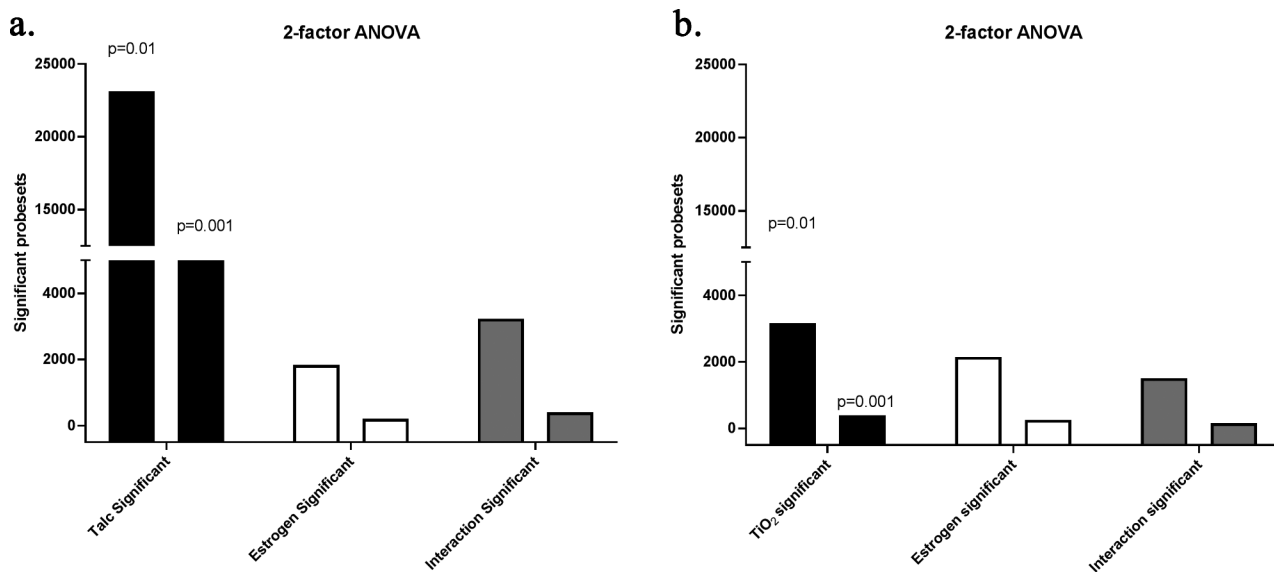 a.
2-factor ANOVA
p=0.01
p=0.001
Significant probesets
25000
20000
15000
4000
2000
0
Talc Significant
Estrogen Significant
Interaction Significant
b.
2-factor ANOVA
p=0.01
p=0.001
Significant probesets
25000
20000
15000
4000
2000
0
TiO₂ significant
Estrogen significant
Interaction significant